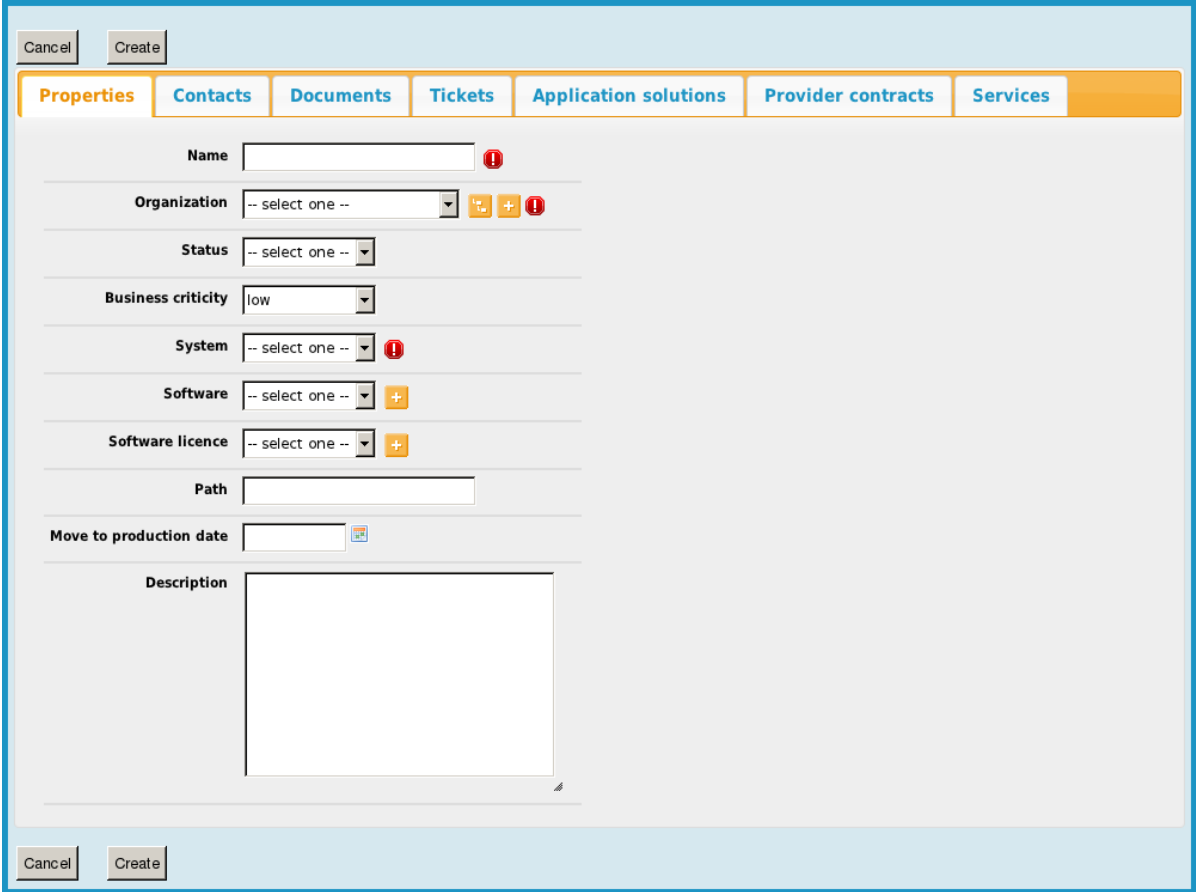 Cancel Create
Properties Contacts Documents Tickets Application solutions Provider contracts Services
Name
Organization -- select one --
Status -- select one --
Business criticity low
System -- select one --
Software -- select one --
Software licence -- select one --
Path
Move to production date
Description
Cancel Create